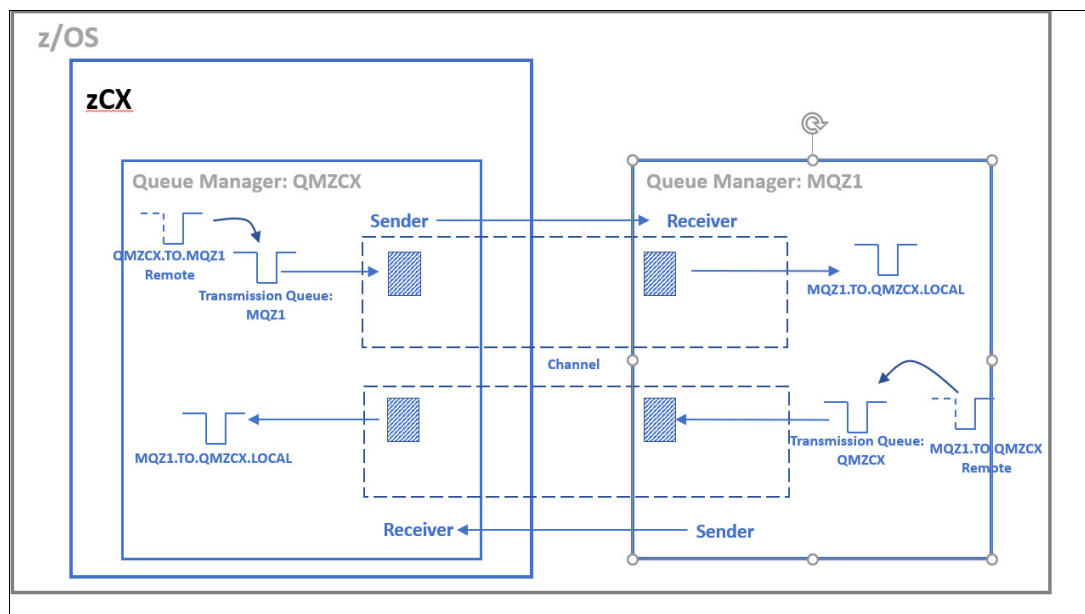 z/OS
zCX
Queue Manager: QMZCX
Queue Manager: MQZ1
Sender
Receiver
QMZCX.TO.MQZ1
Remote
Transmission Queue:
MQZ1
MQZ1.TO.QMZCX.LOCAL
Channel
MQZ1.TO.QMZCX.LOCAL
Transmission Queue:
QMZCX
MQZ1.TO.QMZCX
Remote
Receiver
Sender